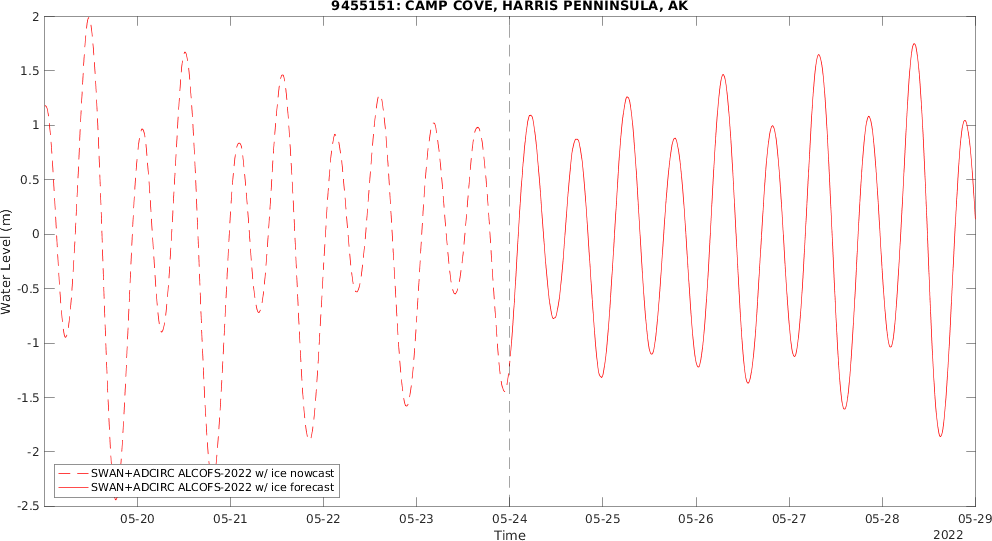 9455151: CAMP COVE, HARRIS PENNINSULA, AK
2
1.5
1
0.5
0
-0.5
-1
-1.5
-2
-2.5
Water Level (m)
SWAN+ADCIRC ALCOFS-2022 w/ ice nowcast
SWAN+ADCIRC ALCOFS-2022 w/ ice forecast
05-20 05-21 05-22 05-23 05-24 05-25 05-26 05-27 05-28 05-29
Time
2022